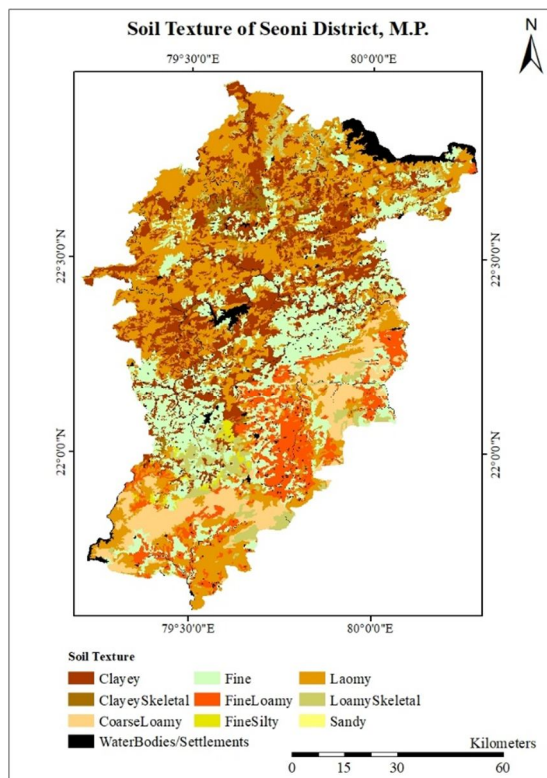 Soil Texture of Seoni District, M.P.
N
79°30'0"E 80°0'0"E
22°30'0"N 22°30'0"N
22°0'0"N 22°0'0"N
79°30'0"E 80°0'0"E
Soil Texture
Clayey Fine Laomy
ClayeySkeletal FineLoamy LoamySkeletal
CoarseLoamy FineSilty Sandy
WaterBodies/Settlements
Kilometers
0 15 30 60